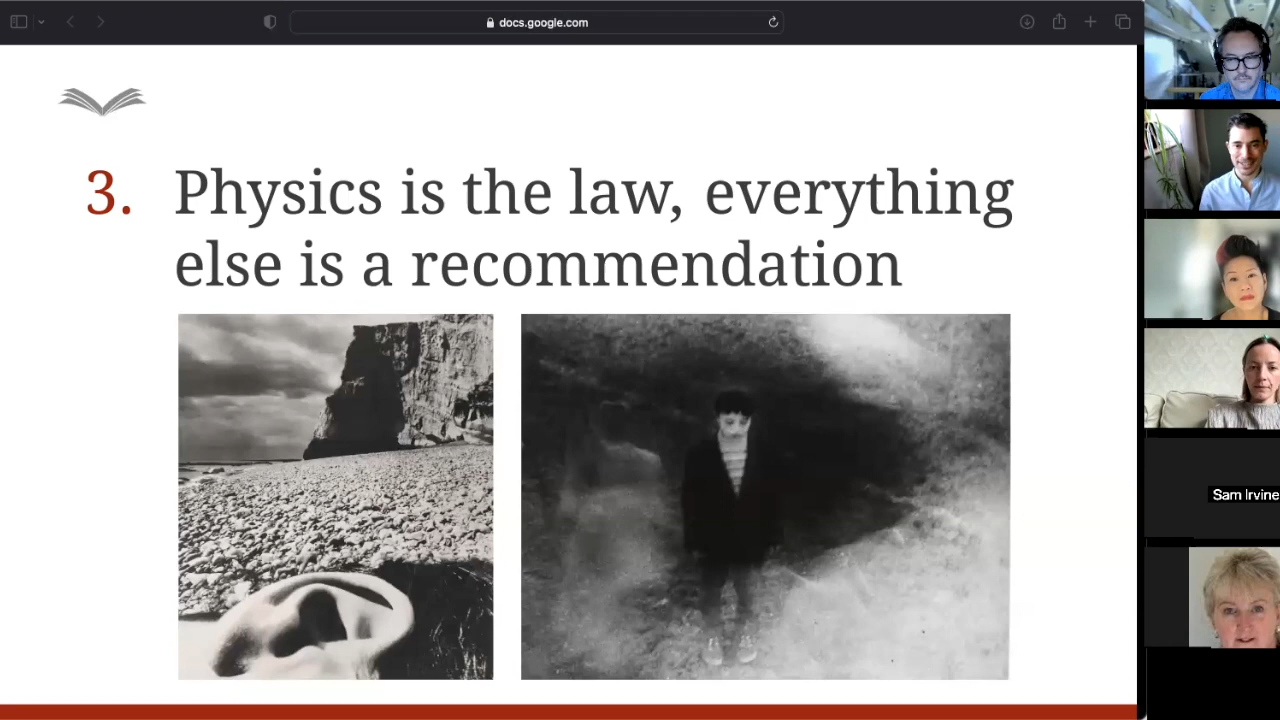 docs.google.com
3. Physics is the law, everything
else is a recommendation
Sam Irvine